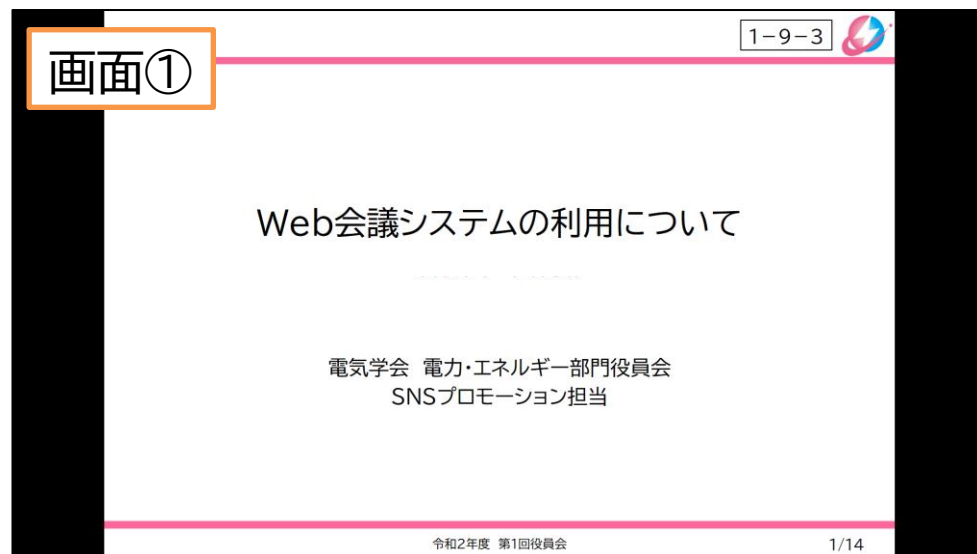 画面①
1-9-3
Web会議システムの利用について
電気学会 電力・エネルギー部門役員会
SNSプロモーション担当
令和2年度 第1回役員会
1/14